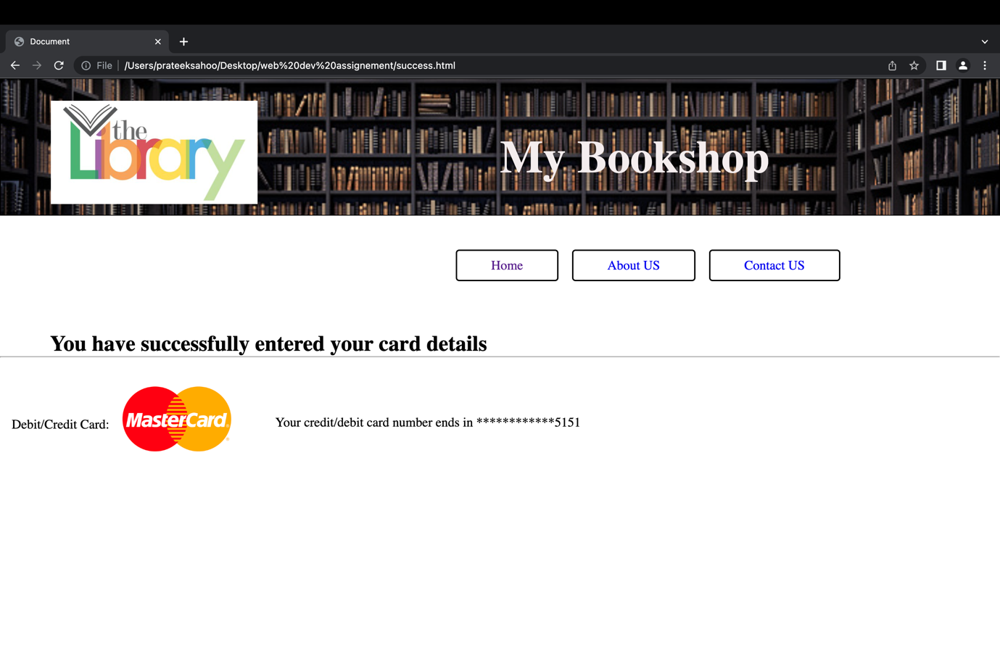 Document
File
/Users/prateeksahoo/Desktop/web%20dev%20assignement/success.html
the
Library
My Bookshop
Home
About US
Contact US
You have successfully entered your card details
Debit/Credit Card:
MasterCard
Your credit/debit card number ends in ************5151